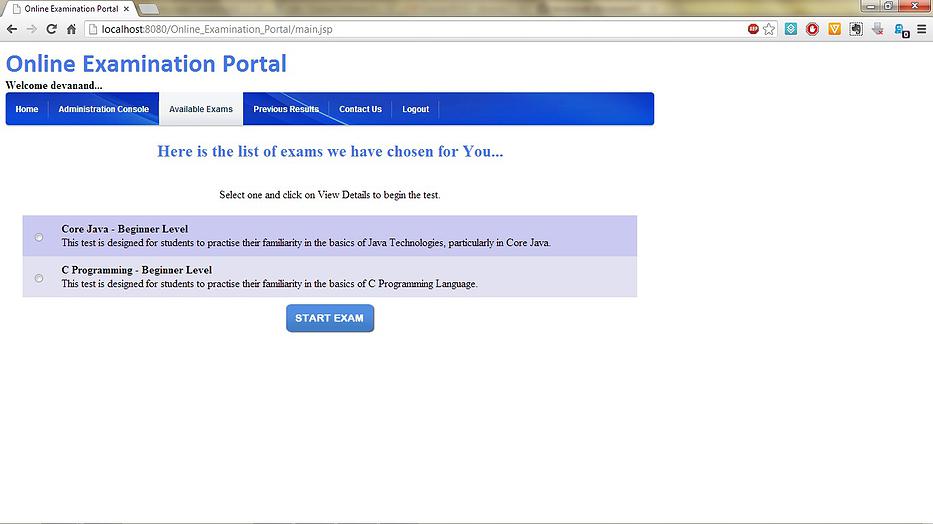 Online Examination Portal
localhost:8080/Online_Examination_Portal/main.jsp
ABP
0
Online Examination Portal
Welcome devanand...
Home Administration Console Available Exams Previous Results Contact Us Logout
Here is the list of exams we have chosen for You...
Select one and click on View Details to begin the test.
Core Java - Beginner Level
This test is designed for students to practise their familiarity in the basics of Java Technologies, particularly in Core Java.
C Programming - Beginner Level
This test is designed for students to practise their familiarity in the basics of C Programming Language.
START EXAM